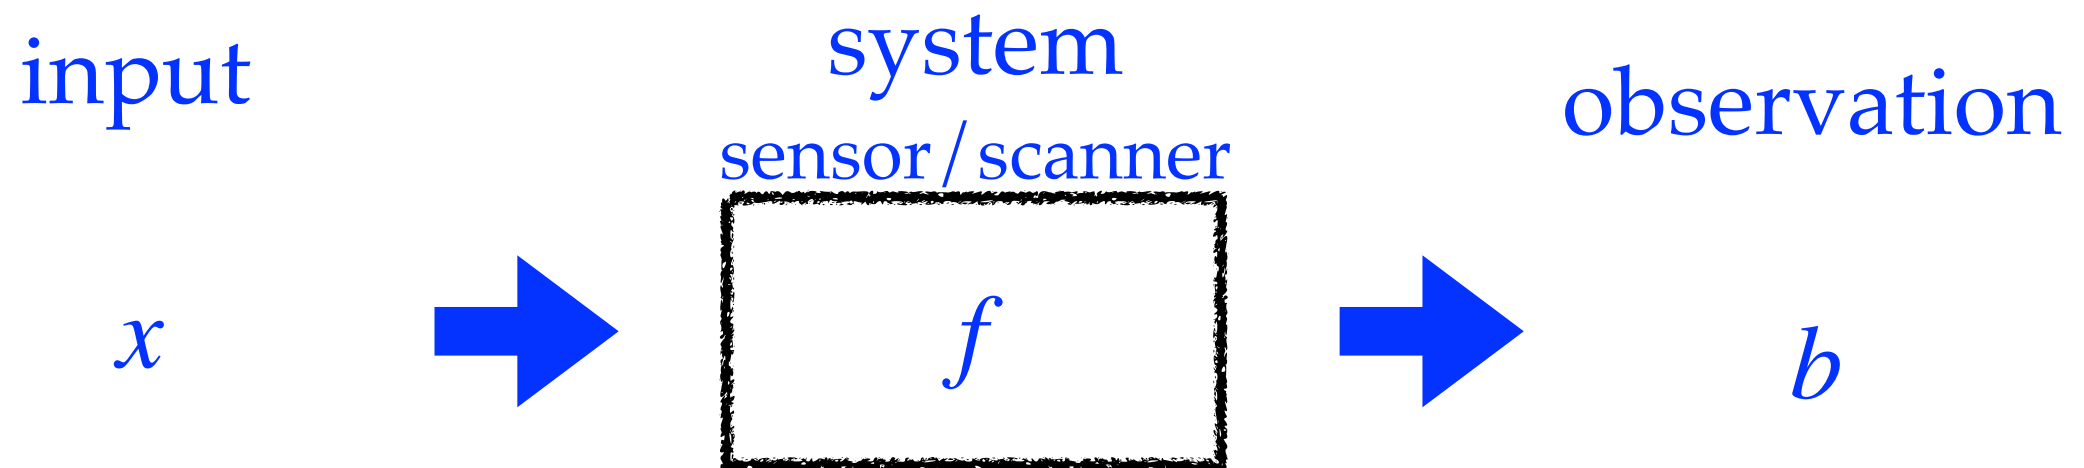 input
system
sensor/scanner
observation
x
f
b